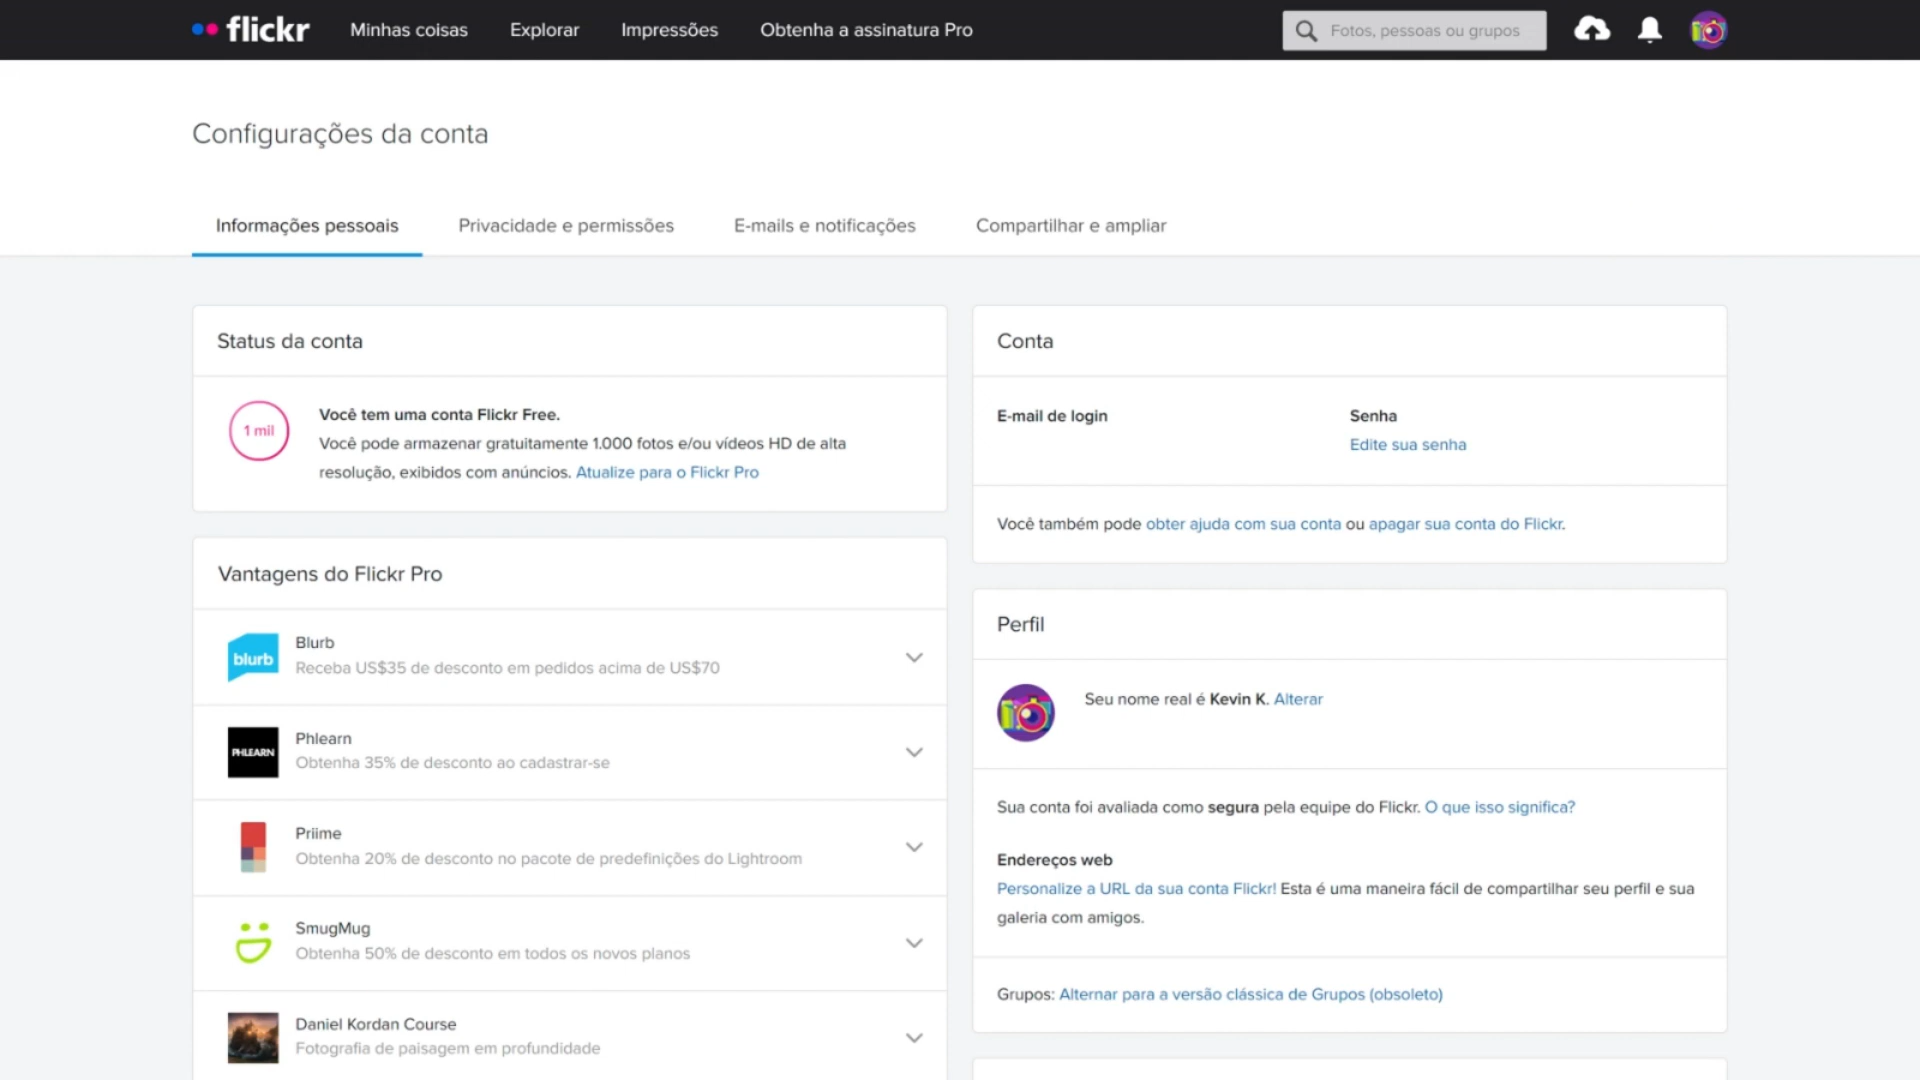 flickr
Minhas coisas
Explorar
Impressões
Obtenha a assinatura Pro
Fotos, pessoas ou grupos
Configurações da conta
Informações pessoais
Privacidade e permissões
E-mails e notificações
Compartilhar e ampliar
Status da conta
1 mil
Você tem uma conta Flickr Free.
Você pode armazenar gratuitamente 1.000 fotos e/ou vídeos HD de alta
resolução, exibidos com anúncios. Atualize para o Flickr Pro
Vantagens do Flickr Pro
blurb
Blurb
Receba US$35 de desconto em pedidos acima de US$70
PHLEARN
Phlearn
Obtenha 35% de desconto ao cadastrar-se
Priime
Obtenha 20% de desconto no pacote de predefinições do Lightroom
SmugMug
Obtenha 50% de desconto em todos os novos planos
Daniel Kordan Course
Fotografia de paisagem em profundidade
Conta
E-mail de login
Senha
Edite sua senha
Você também pode obter ajuda com sua conta ou apagar sua conta do Flickr.
Perfil
Seu nome real é Kevin K. Alterar
Sua conta foi avaliada como segura pela equipe do Flickr. O que isso significa?
Endereços web
Personalize a URL da sua conta Flickr! Esta é uma maneira fácil de compartilhar seu perfil e sua
galeria com amigos.
Grupos: Alternar para a versão clássica de Grupos (obsoleto)